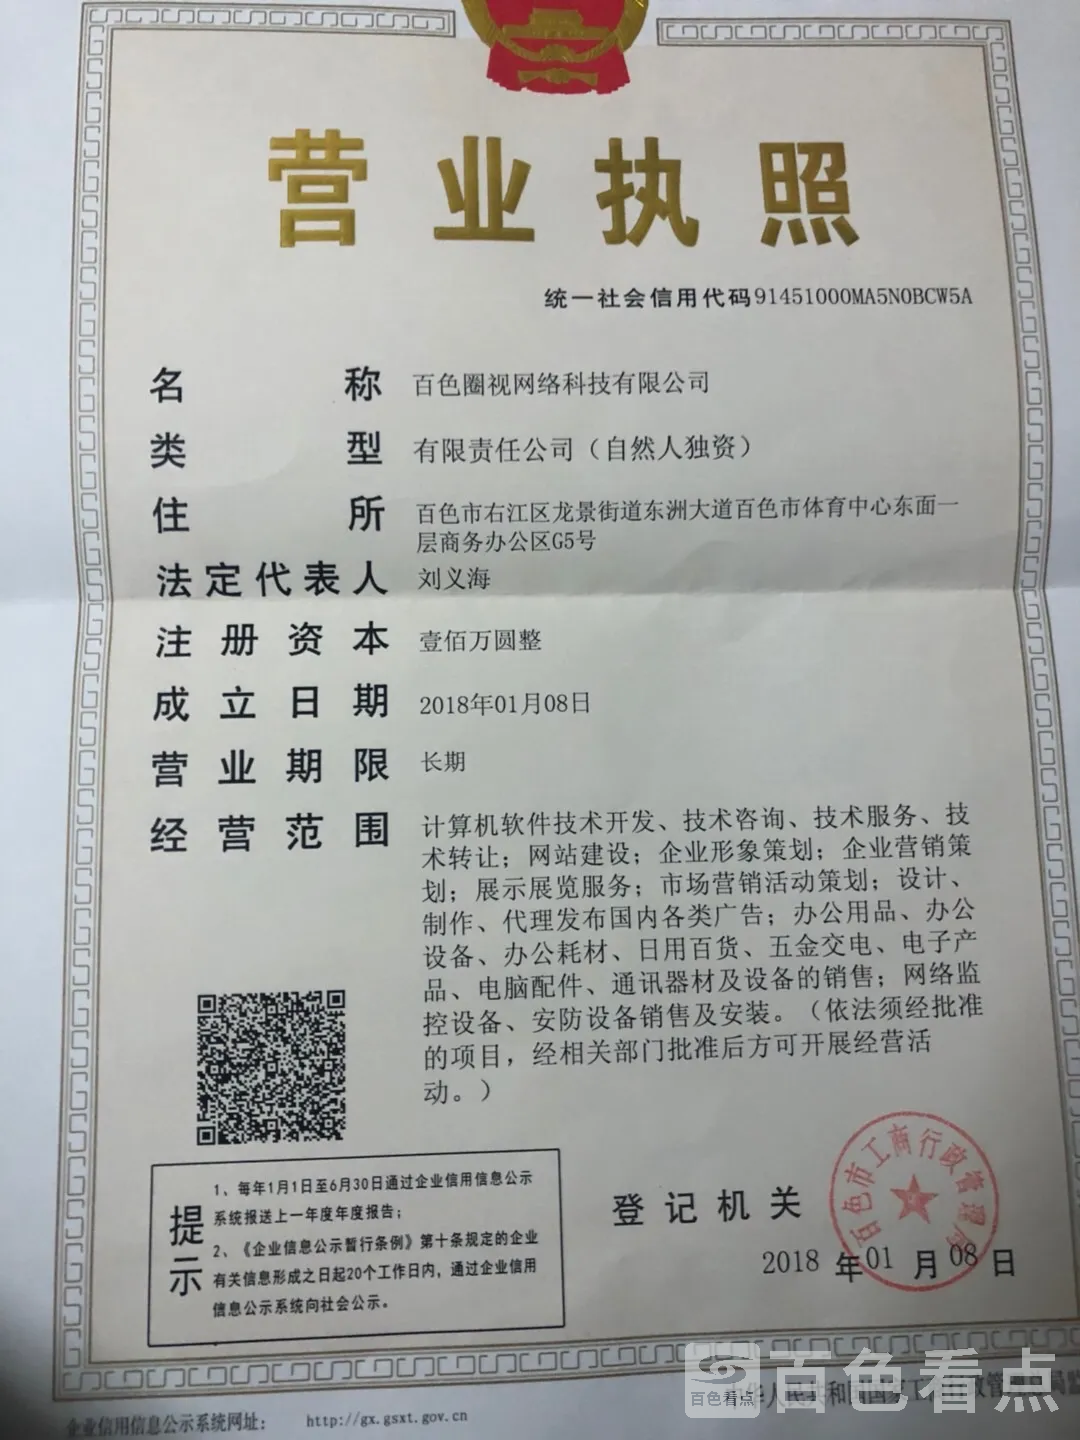 营业执照
统一社会信用代码91451000MA5N0BCW5A
名称 百色圈视网络科技有限公司
类型 有限责任公司（自然人独资）
住所 百色市右江区龙景街道东洲大道百色市体育中心东面一
层商务办公区G5号
法定代表人 刘义海
注册资本 壹佰万圆整
成立日期 2018年01月08日
营业期限 长期
经营范围 计算机软件技术开发、技术咨询、技术服务、技
术转让；网站建设；企业形象策划；企业营销策
划；展示展览服务；市场营销活动策划；设计、
制作、代理发布国内各类广告；办公用品、办公
设备、办公耗材、日用百货、五金交电、电子产
品、电脑配件、通讯器材及设备的销售；网络监
控设备、安防设备销售及安装。（依法须经批准
的项目，经相关部门批准后方可开展经营活
动。）
提示
1、每年1月1日至6月30日通过企业信用信息公示
系统报送上一年度年度报告；
2、《企业信息公示暂行条例》第十条规定的企业
有关信息形成之日起20个工作日内，通过企业信用
信息公示系统向社会公示。
登记机关
百色市工商行政管理局
2018年01月08日
企业信用信息公示系统网址： http://gx.gsxt.gov.cn
百色看点
百色看点